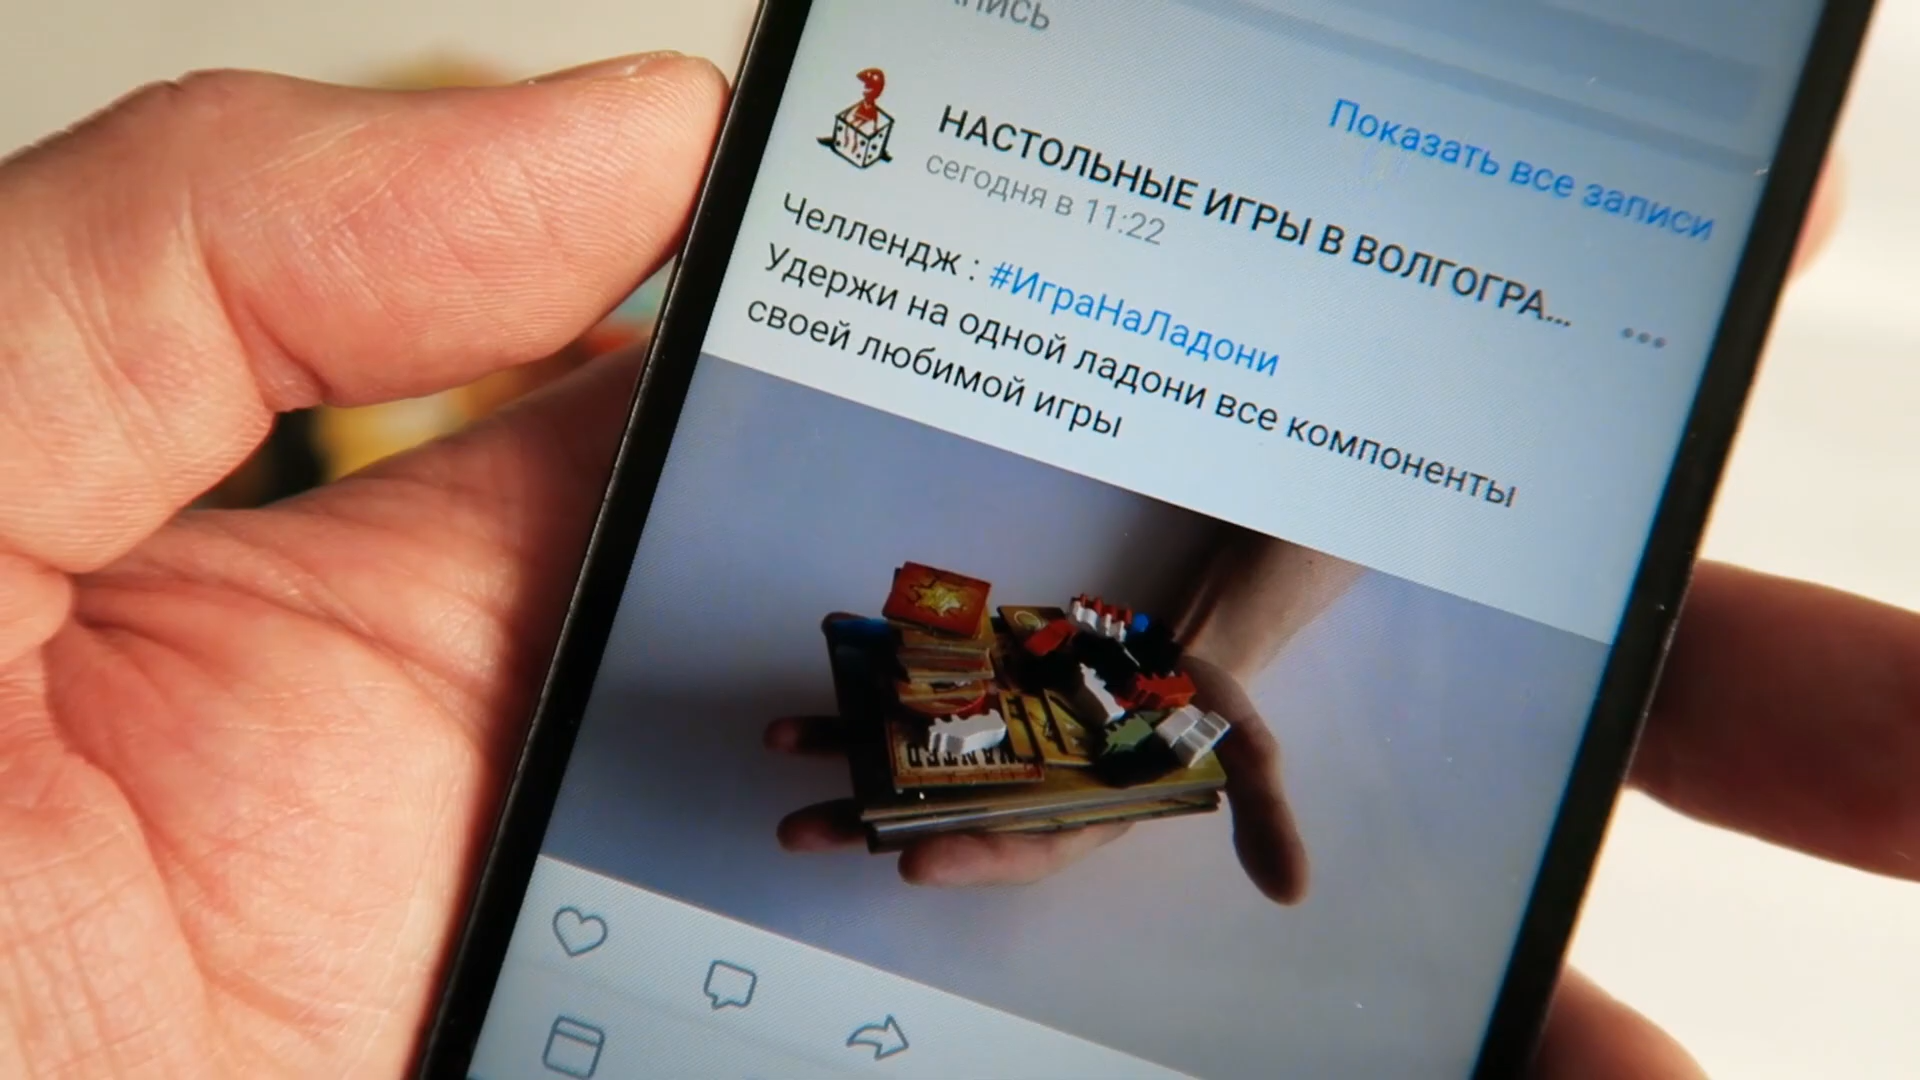 Показать все записи
НАСТОЛЬНЫЕ ИГРЫ В ВОЛГОГРА...
сегодня в 11:22
Челлендж : #ИграНаЛадони
Удержи на одной ладони все компоненты
своей любимой игры
WANTED